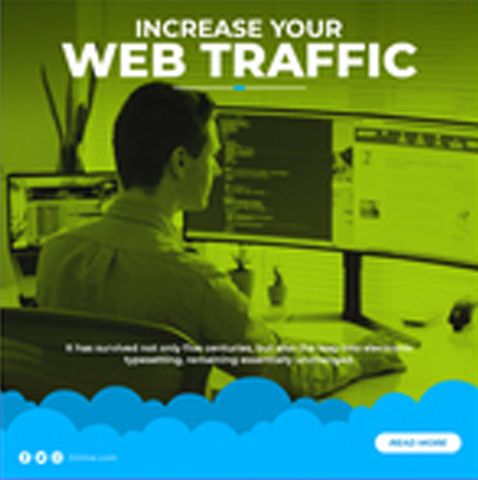 INCREASE YOUR
WEB TRAFFIC
It has survived not only five centuries, but also the leap into electronic
typesetting, remaining essentially unchanged.
READ MORE